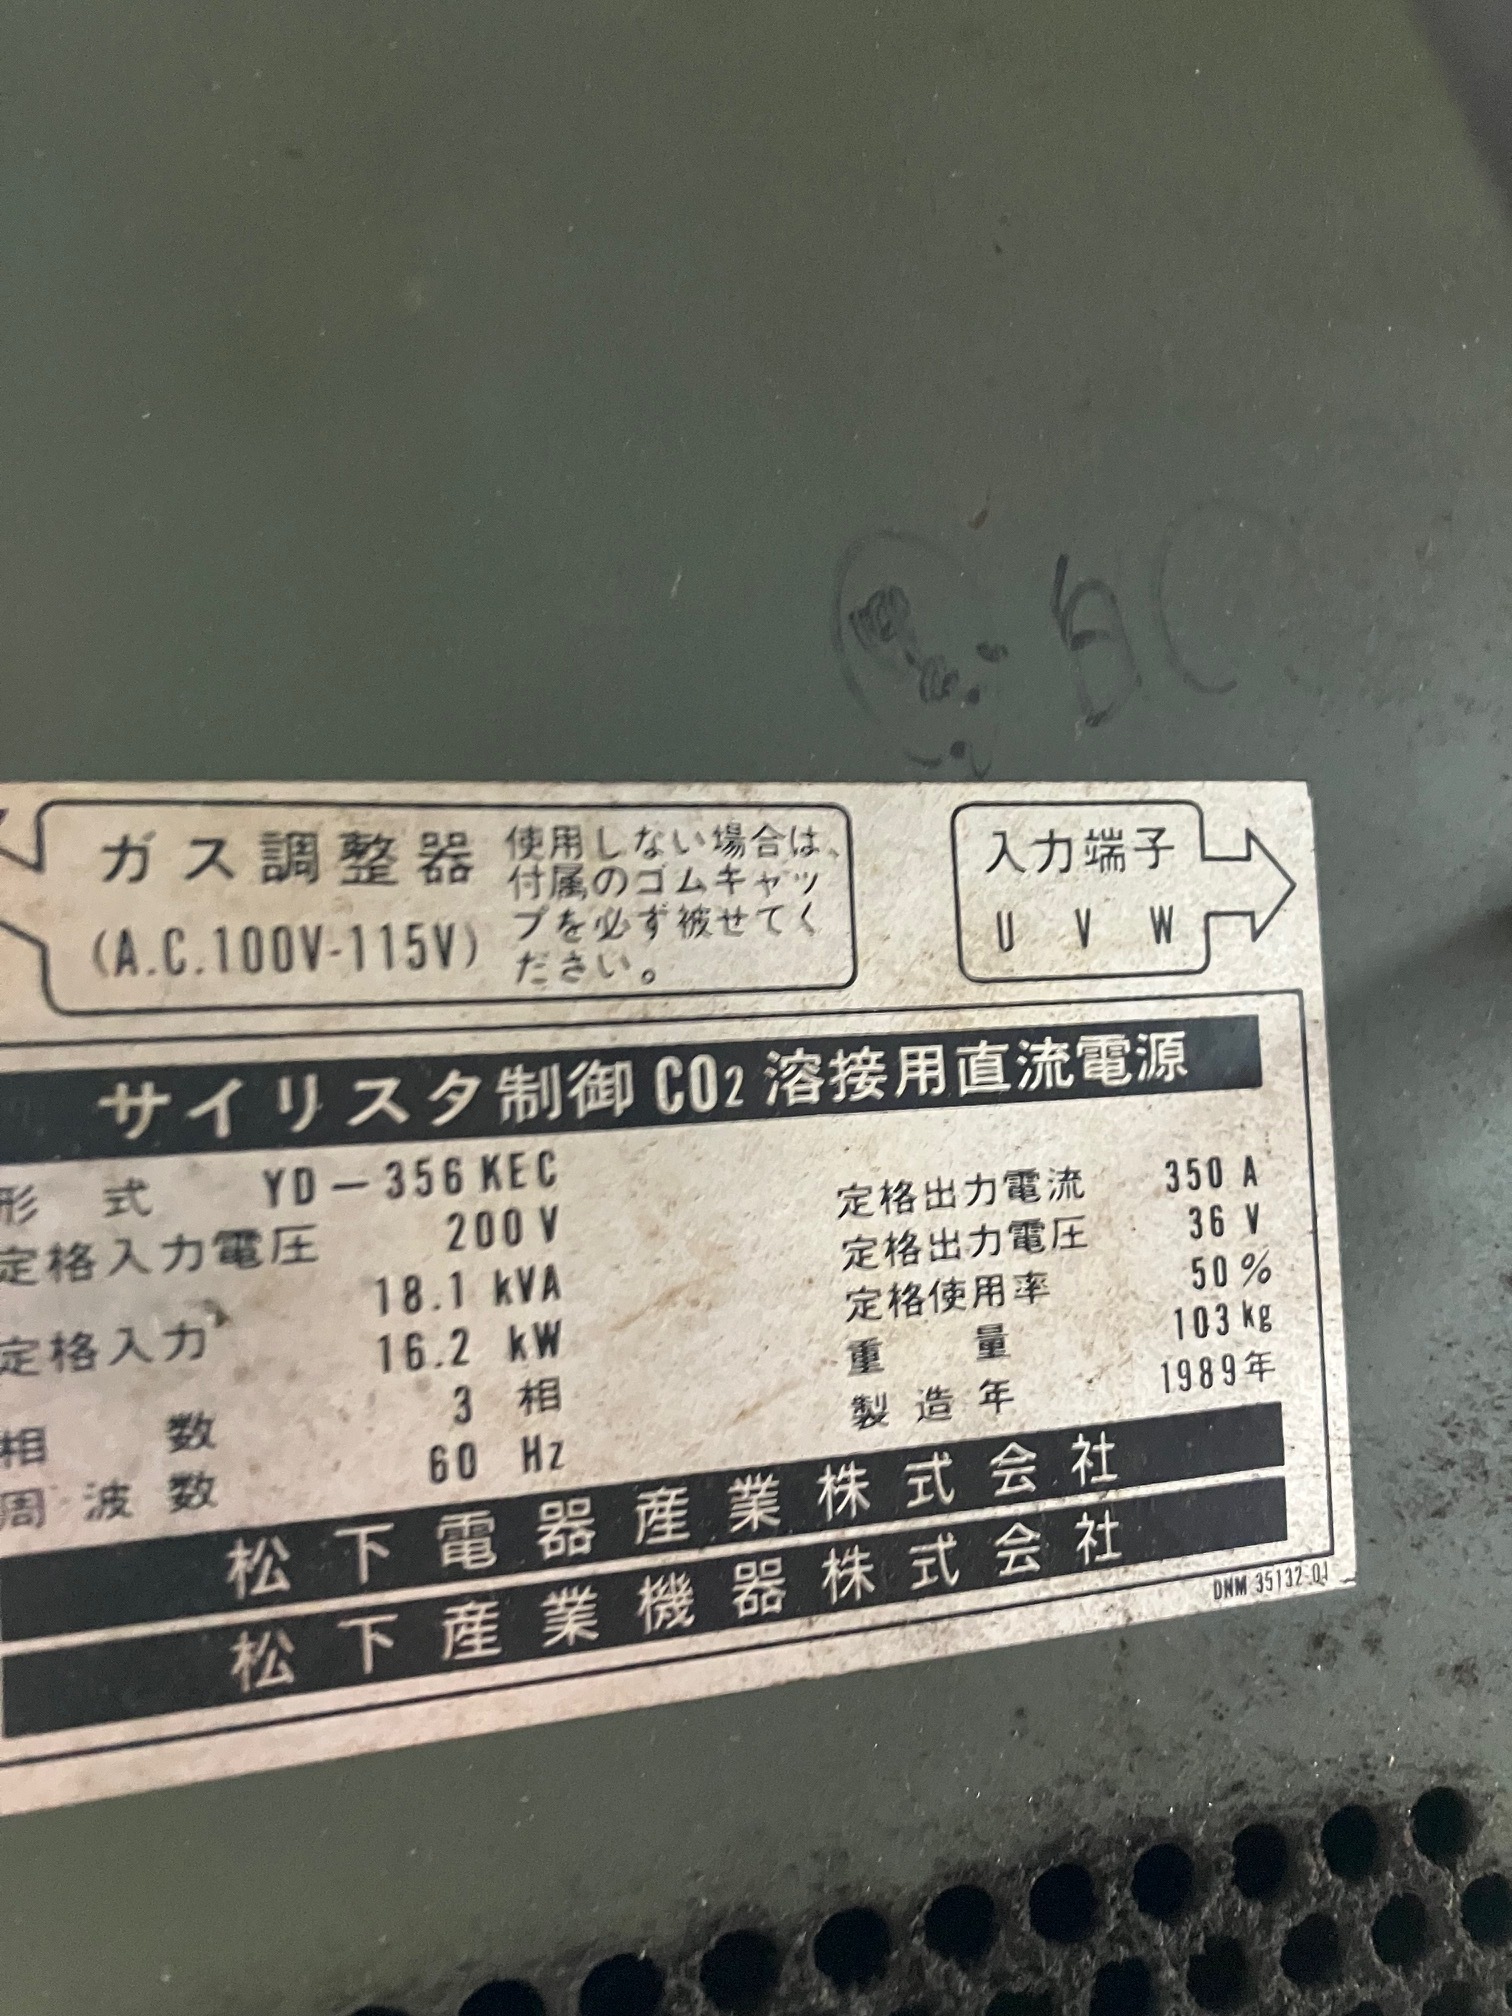 ガス調整器
(A.C.100V-115V)
使用しない場合は、
付属のゴムキャッ
プを必ず被せてく
ださい。
入力端子
U V W
サイリスタ制御CO2溶接用直流電源
形式 YD-356KEC
定格入力電圧 200V
定格入力 18.1 kVA
16.2 kW
相数 3相
周波数 60 Hz
定格出力電流 350 A
定格出力電圧 36 V
定格使用率 50%
重量 103kg
製造年 1989年
松下電器産業株式会社
松下産業機器株式会社
DNM 35132-01